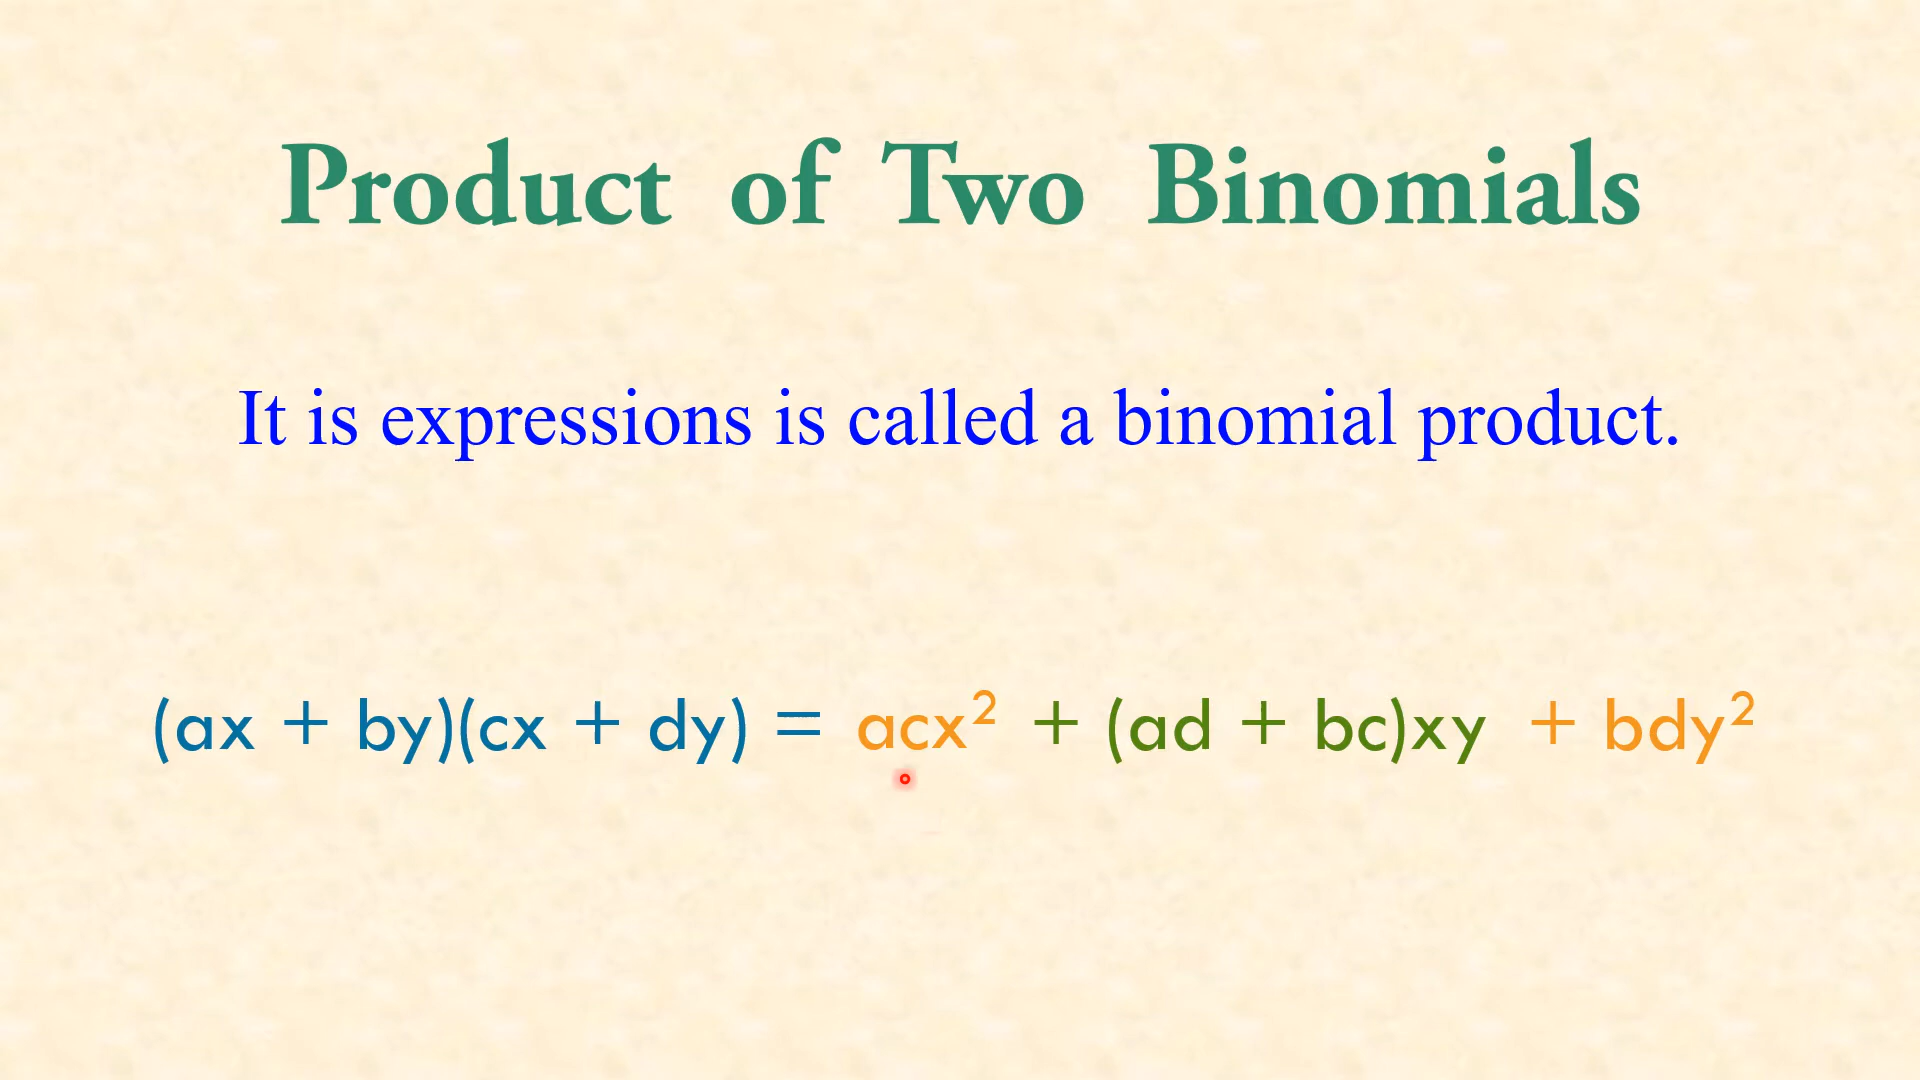 Product of Two Binomials
It is expressions is called a binomial product.
(ax + by)(cx + dy) = acx² + (ad + bc)xy + bdy²